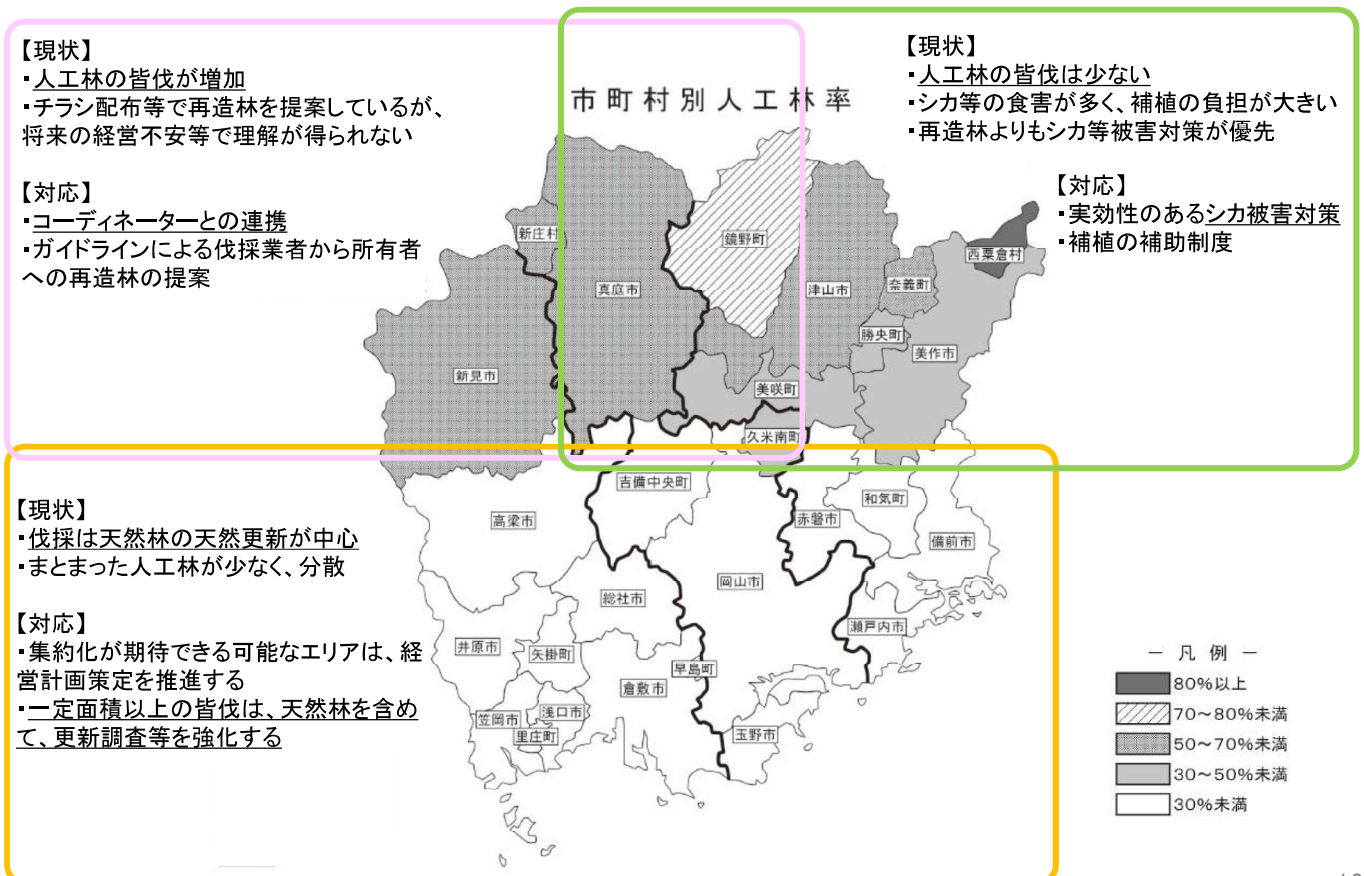 【現状】
▪人工林の皆伐が増加
▪チラシ配布等で再造林を提案しているが、
将来の経営不安等で理解が得られない
【対応】
▪コーディネーターとの連携
▪ガイドラインによる伐採業者から所有者
への再造林の提案
市町村別人工林率
【現状】
▪人工林の皆伐は少ない
▪シカ等の食害が多く、補植の負担が大きい
▪再造林よりもシカ等被害対策が優先
【対応】
▪実効性のあるシカ被害対策
▪補植の補助制度
新庄村
鏡野町
西粟倉村
真庭市
津山市
奈義町
勝央町
美作市
新見市
美咲町
久米南町
【現状】
▪伐採は天然林の天然更新が中心
▪まとまった人工林が少なく、分散
【対応】
▪集約化が期待できる可能なエリアは、経
営計画策定を推進する
▪一定面積以上の皆伐は、天然林を含め
て、更新調査等を強化する
吉備中央町
高梁市
和気町
赤磐市
備前市
岡山市
総社市
瀬戸内市
井原市
矢掛町
早島町
倉敷市
笠岡市
浅口市
里庄町
玉野市
― 凡 例 ―
80%以上
70~80%未満
50~70%未満
30~50%未満
30%未満